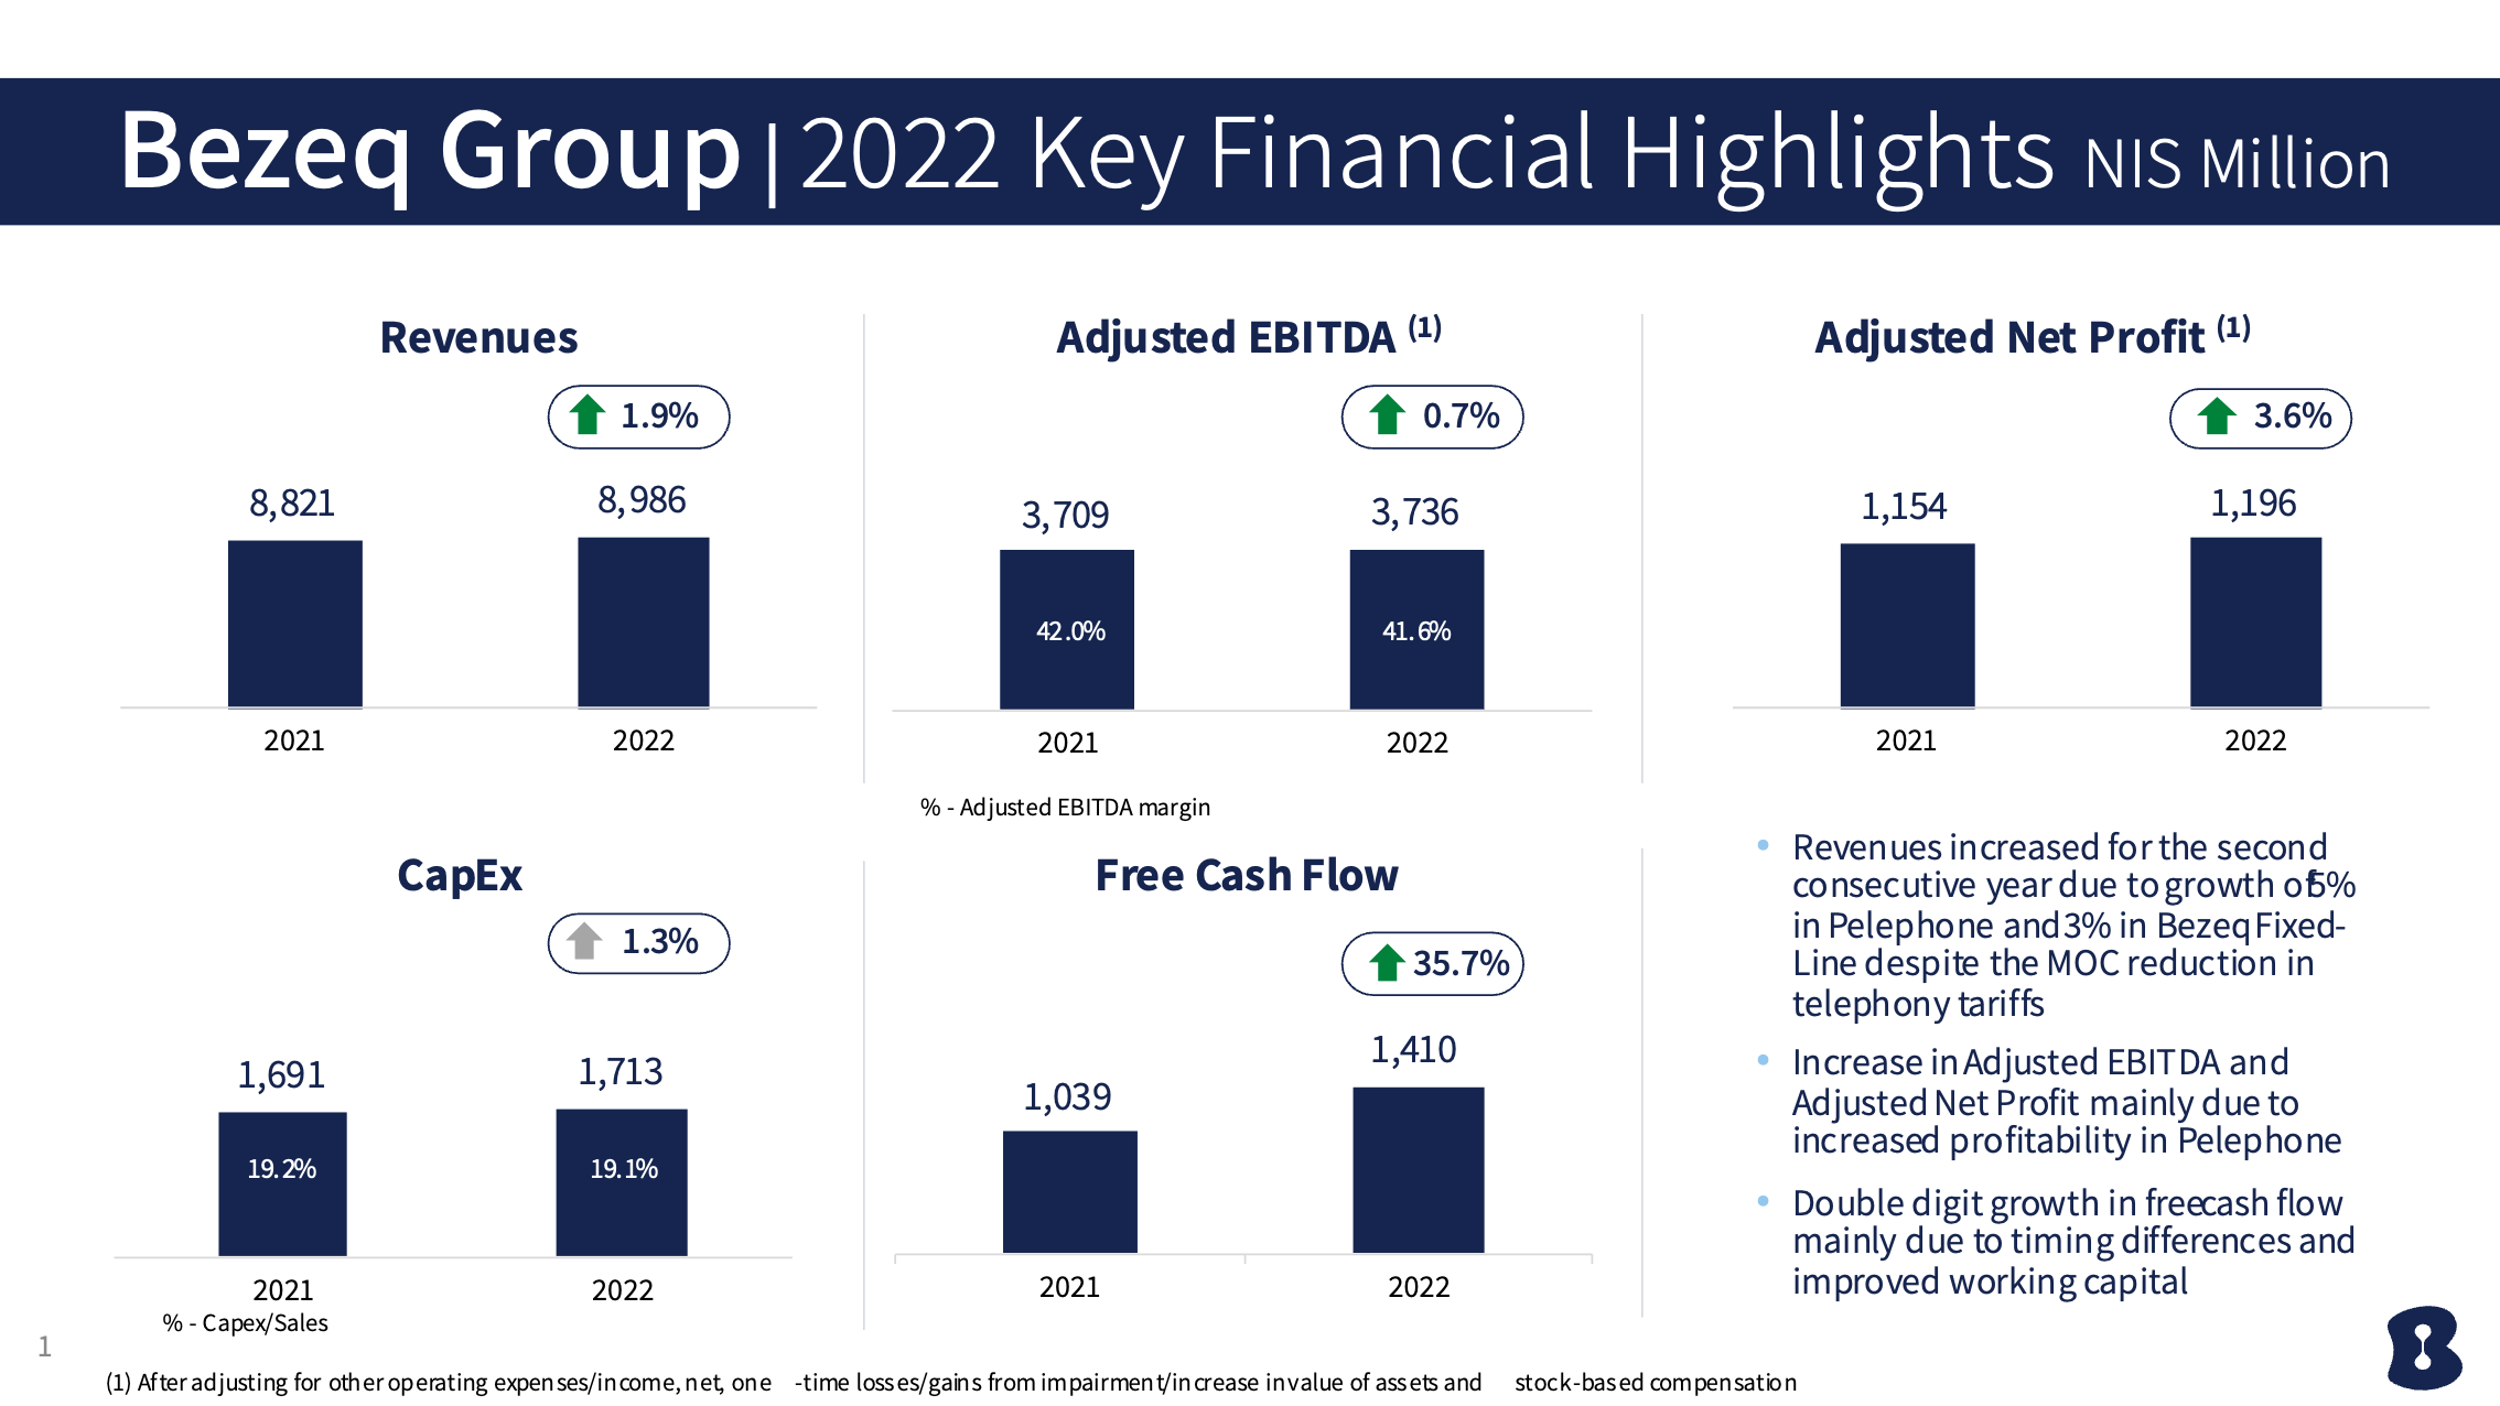 Bezeq Group | 2022 Key Financial Highlights NIS Million
Revenues
1.9%
8,821
8,986
2021
2022
Adjusted EBITDA (1)
0.7%
3,709
3,736
42.0%
41.6%
2021
2022
% - Adjusted EBITDA margin
Adjusted Net Profit (1)
3.6%
1,154
1,196
2021
2022
CapEx
1.3%
1,691
1,713
19.2%
19.1%
2021
2022
% - Capex/Sales
Free Cash Flow
35.7%
1,039
1,410
2021
2022
• Revenues increased for the second
consecutive year due to growth of 5%
in Pelephone and 3% in Bezeq Fixed-
Line despite the MOC reduction in
telephony tariffs
• Increase in Adjusted EBITDA and
Adjusted Net Profit mainly due to
increased profitability in Pelephone
• Double digit growth in free cash flow
mainly due to timing differences and
improved working capital
1
(1) After adjusting for other operating expenses/income, net, one -time losses/gains from impairment/increase in value of assets and stock-based compensation